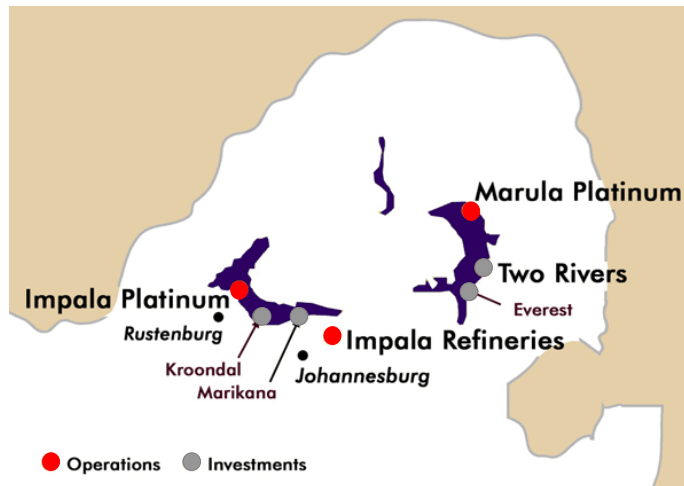 Marula Platinum
Two Rivers
Everest
Impala Platinum
Rustenburg
Impala Refineries
Kroondal
Marikana
Johannesburg
Operations
Investments